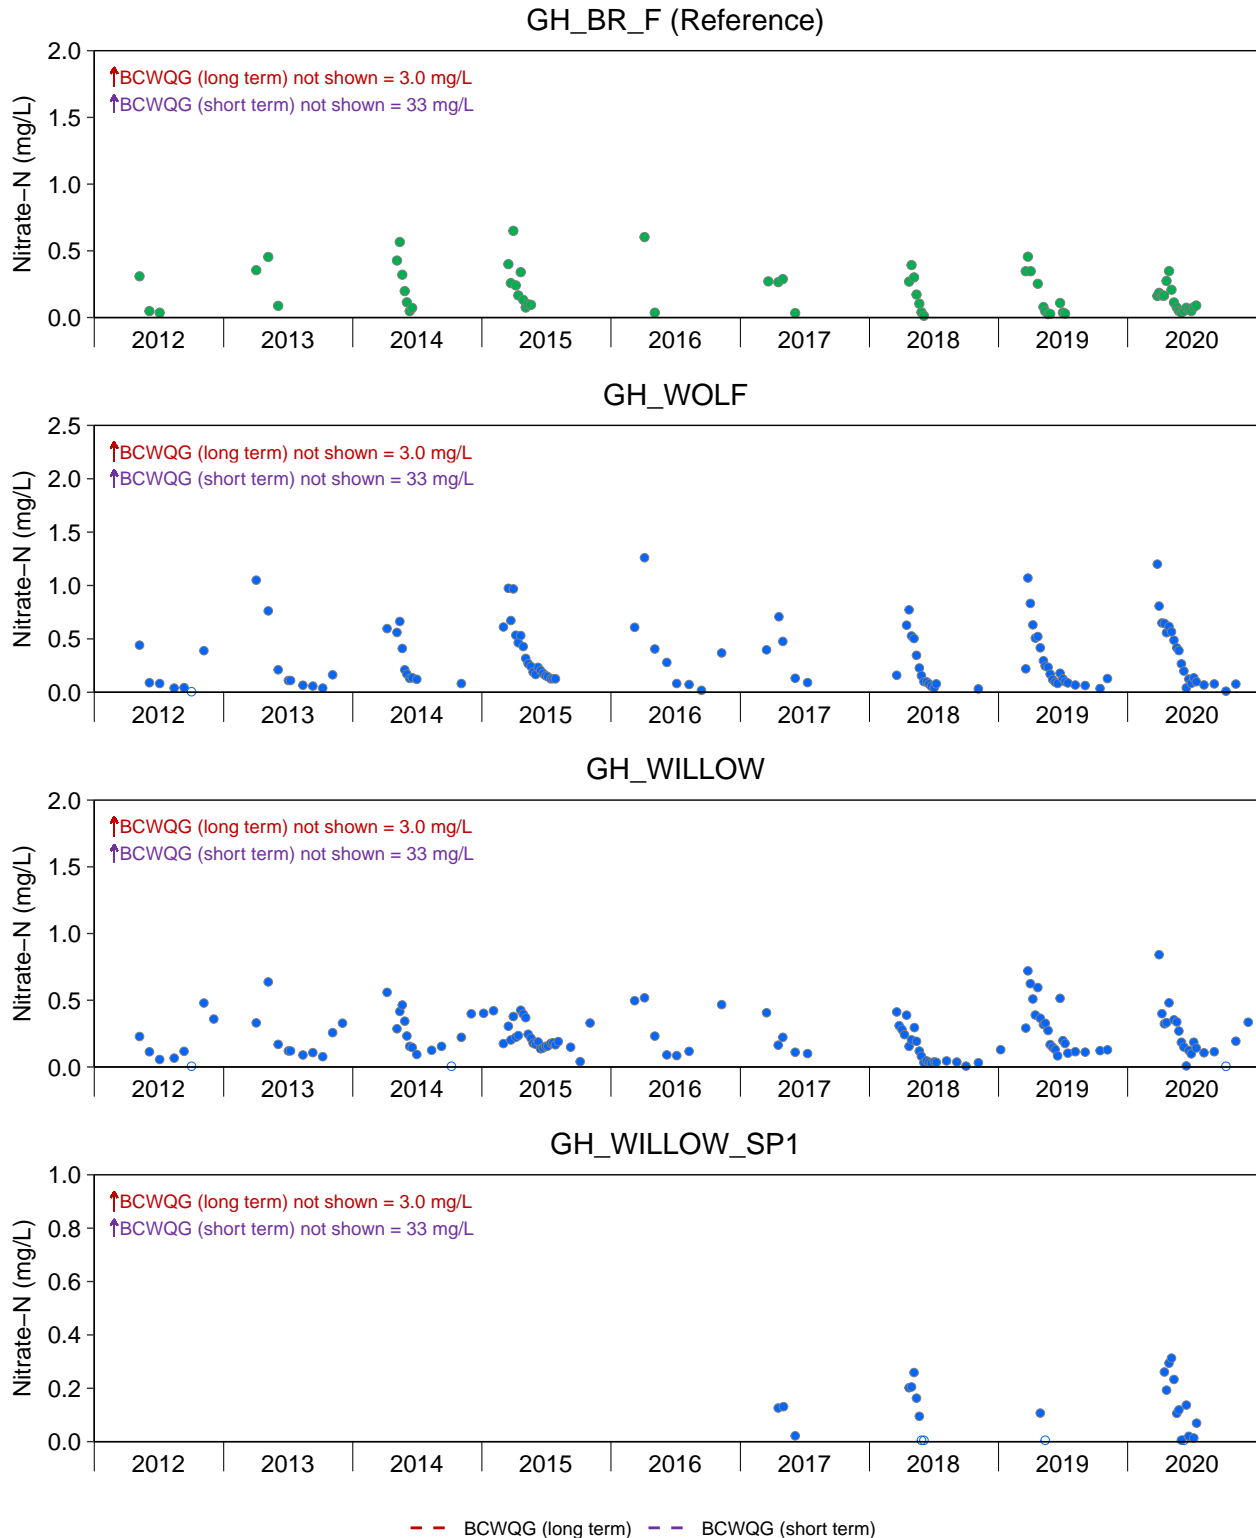 GH_BR_F (Reference)
Nitrate−N (mg/L)
2.0
1.5
1.0
0.5
0.0
BCWQG (long term) not shown = 3.0 mg/L
BCWQG (short term) not shown = 33 mg/L
2012 2013 2014 2015 2016 2017 2018 2019 2020
GH_WOLF
Nitrate−N (mg/L)
2.5
2.0
1.5
1.0
0.5
0.0
BCWQG (long term) not shown = 3.0 mg/L
BCWQG (short term) not shown = 33 mg/L
2012 2013 2014 2015 2016 2017 2018 2019 2020
GH_WILLOW
Nitrate−N (mg/L)
2.0
1.5
1.0
0.5
0.0
BCWQG (long term) not shown = 3.0 mg/L
BCWQG (short term) not shown = 33 mg/L
2012 2013 2014 2015 2016 2017 2018 2019 2020
GH_WILLOW_SP1
Nitrate−N (mg/L)
1.0
0.8
0.6
0.4
0.2
0.0
BCWQG (long term) not shown = 3.0 mg/L
BCWQG (short term) not shown = 33 mg/L
2012 2013 2014 2015 2016 2017 2018 2019 2020
BCWQG (long term) BCWQG (short term)